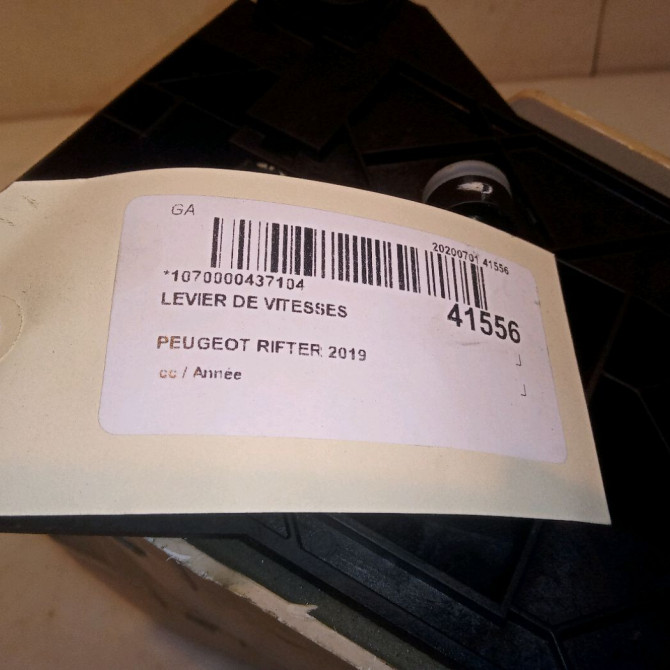 GA
20200701 41556
*1070000437104
41556
LEVIER DE VITESSES
PEUGEOT RIFTER 2019
cc / Année